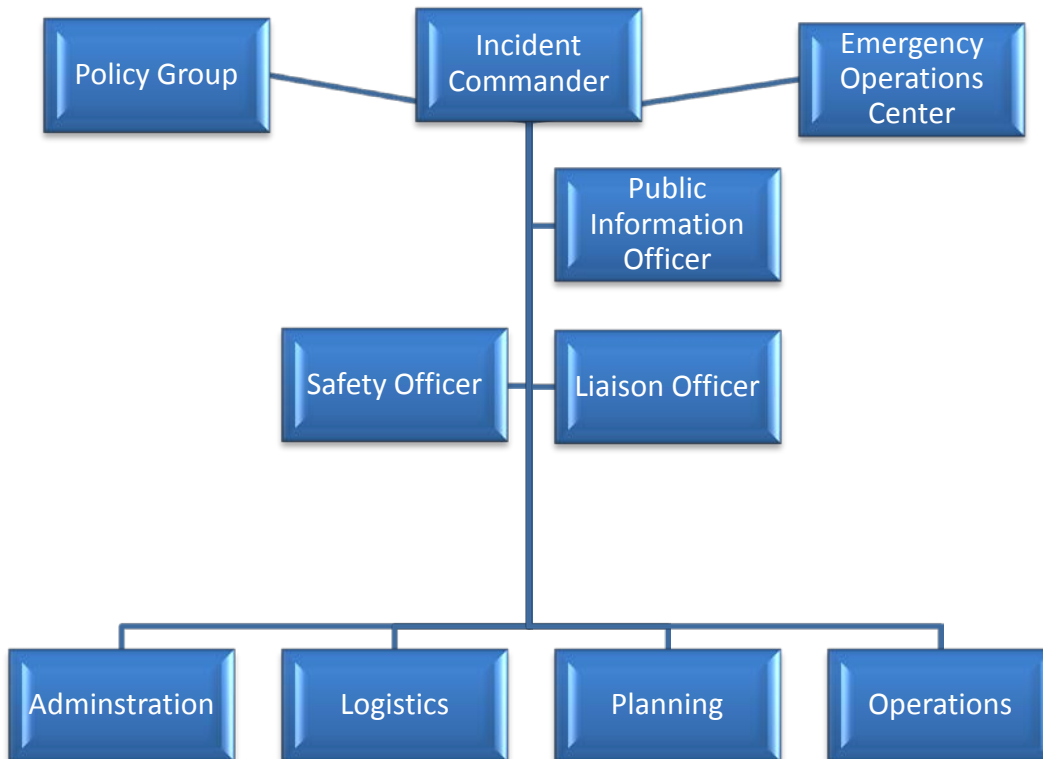 Policy Group
Incident
Commander
Emergency
Operations
Center
Public
Information
Officer
Safety Officer
Liaison Officer
Adminstration
Logistics
Planning
Operations